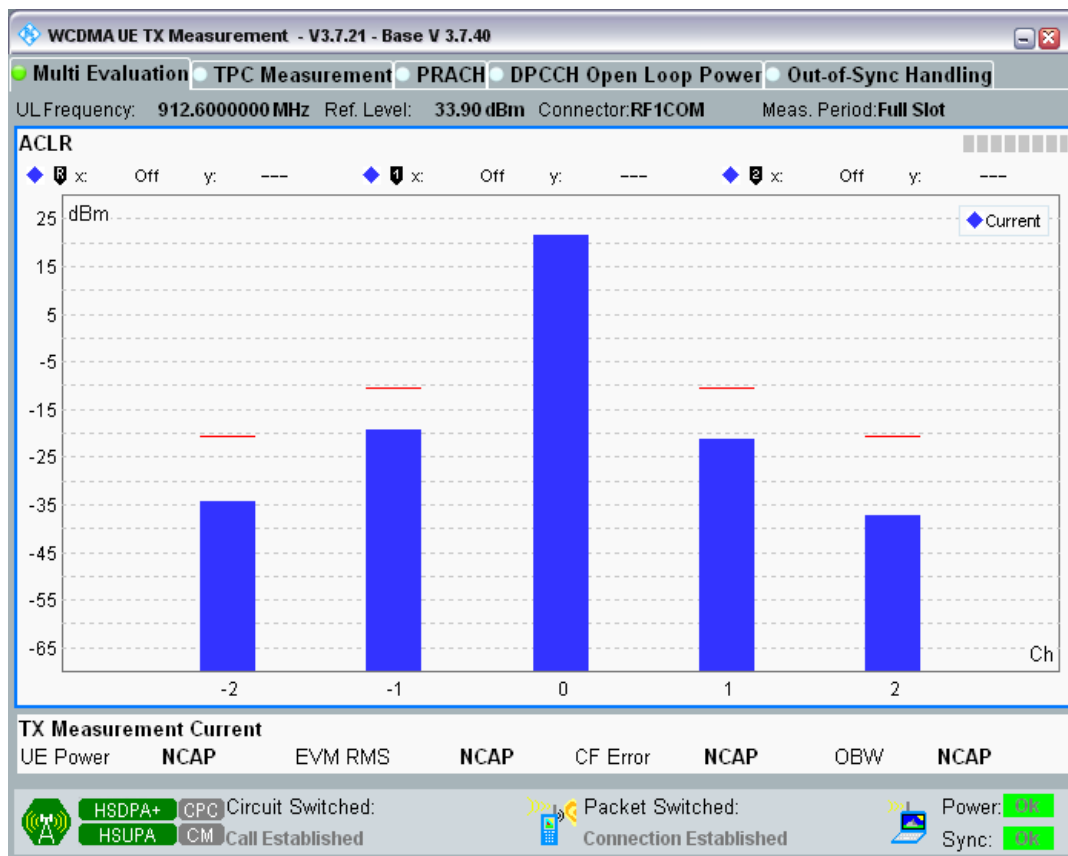 WCDMA UE TX Measurement - V3.7.21 - Base V 3.7.40
Multi Evaluation TPC Measurement PRACH DPCCH Open Loop Power Out-of-Sync Handling
UL Frequency: 912.6000000 MHz Ref. Level: 33.90 dBm Connector:RF1COM Meas. Period:Full Slot
ACLR
R x: Off y: --- 1 x: Off y: --- 2 x: Off y: ---
dBm
Current
25
15
5
-5
-15
-25
-35
-45
-55
-65
Ch
-2 -1 0 1 2
TX Measurement Current
UE Power NCAP EVM RMS NCAP CF Error NCAP OBW NCAP
HSDPA+ CPC Circuit Switched: Packet Switched: Power: OK
HSUPA CM Call Established Connection Established Sync: OK